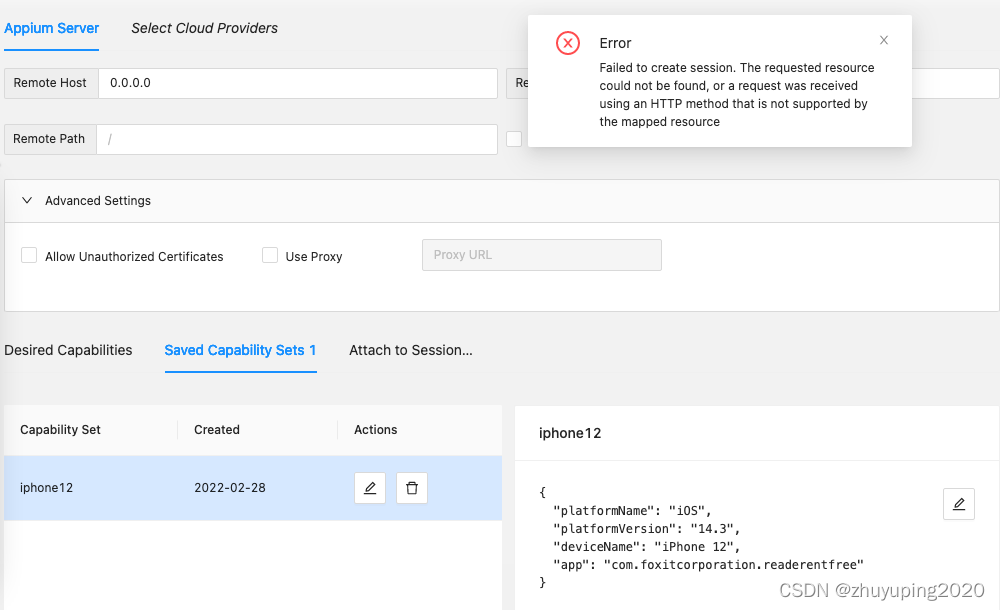 Appium Server
Select Cloud Providers
Error
Failed to create session. The requested resource
could not be found, or a request was received
using an HTTP method that is not supported by
the mapped resource
Remote Host
0.0.0.0
Re
Remote Path
/
Advanced Settings
Allow Unauthorized Certificates
Use Proxy
Proxy URL
Desired Capabilities
Saved Capability Sets 1
Attach to Session...
Capability Set
Created
Actions
iphone12
2022-02-28
iphone12
{
"platformName": "iOS",
"platformVersion": "14.3",
"deviceName": "iPhone 12",
"app": "com.foxitcorporation.readerentfree"
}
CSDN @zhuyuping2020